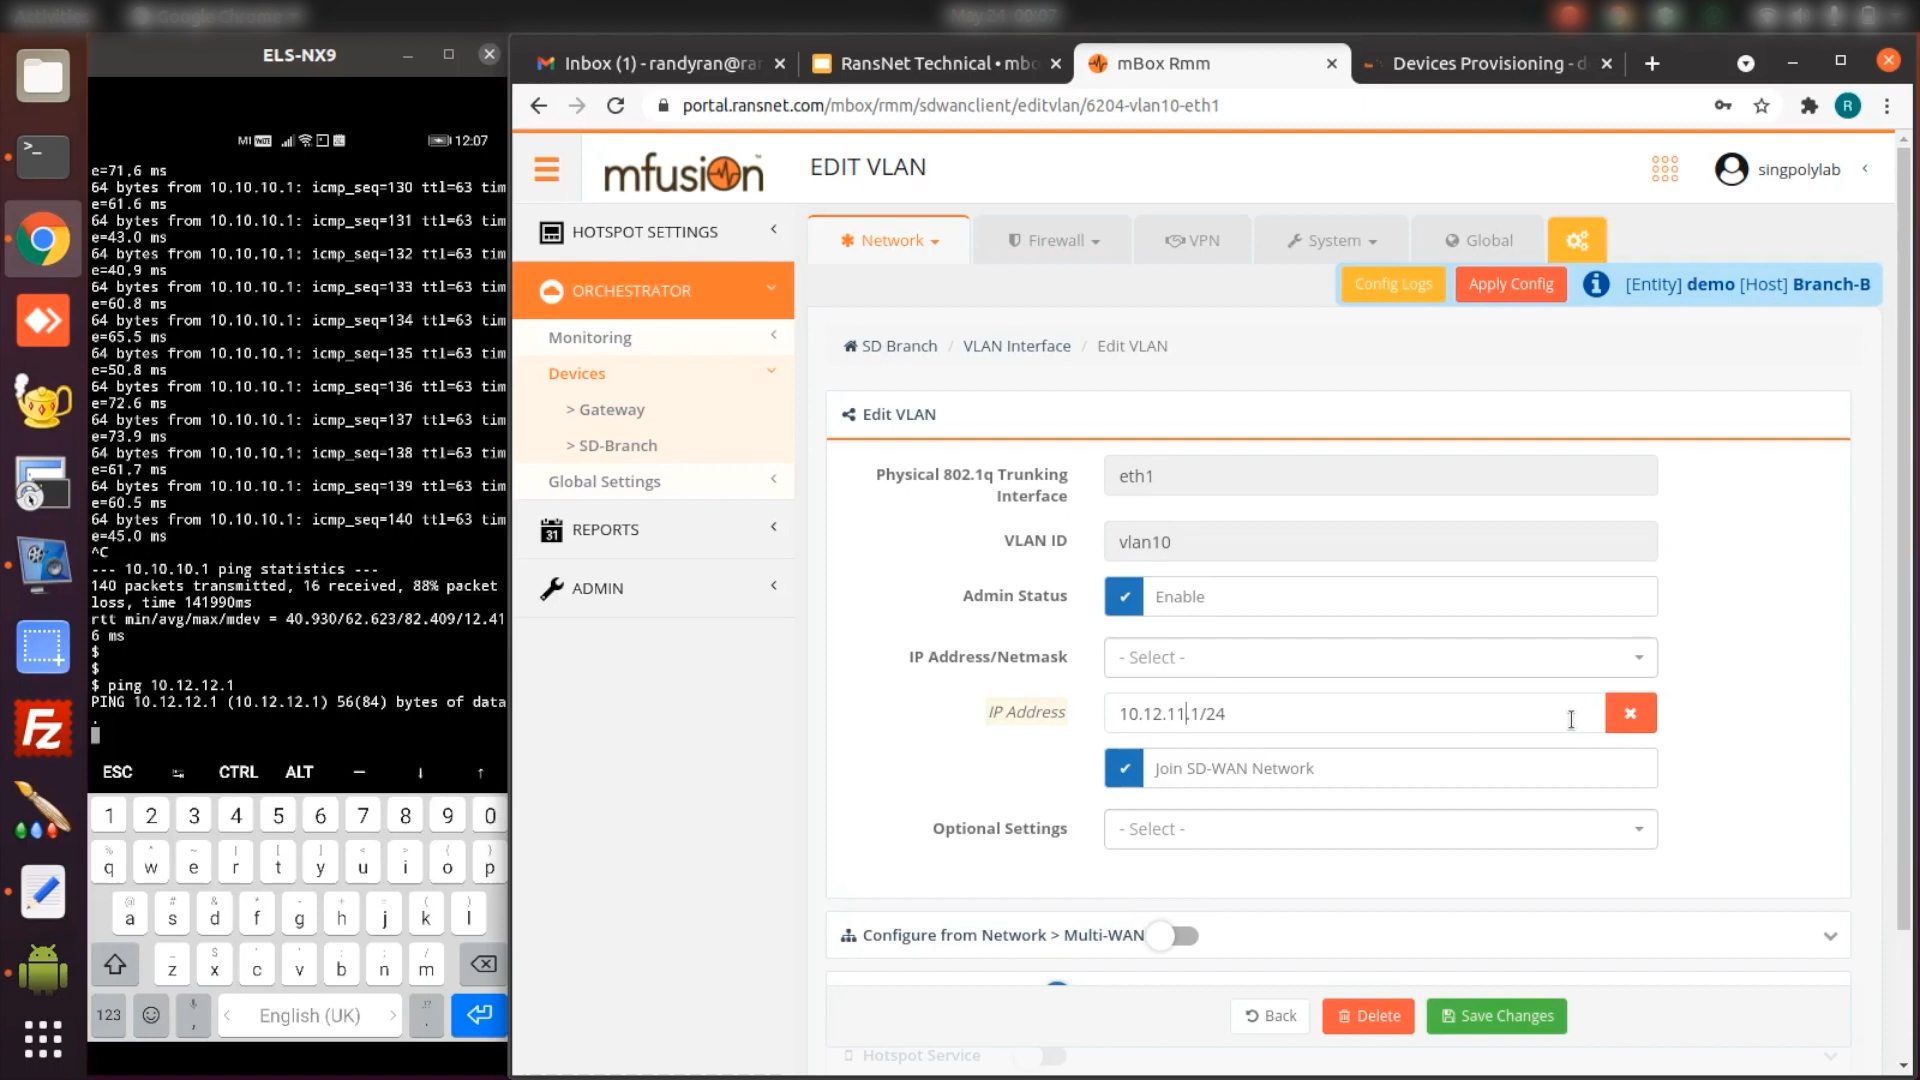 Activities
Google Chrome
May 24 00:07
ELS-NX9
12:07
e=71.6 ms
64 bytes from 10.10.10.1: icmp_seq=130 ttl=63 tim
e=61.6 ms
64 bytes from 10.10.10.1: icmp_seq=131 ttl=63 tim
e=43.0 ms
64 bytes from 10.10.10.1: icmp_seq=132 ttl=63 tim
e=40.9 ms
64 bytes from 10.10.10.1: icmp_seq=133 ttl=63 tim
e=60.8 ms
64 bytes from 10.10.10.1: icmp_seq=134 ttl=63 tim
e=65.5 ms
64 bytes from 10.10.10.1: icmp_seq=135 ttl=63 tim
e=50.8 ms
64 bytes from 10.10.10.1: icmp_seq=136 ttl=63 tim
e=72.6 ms
64 bytes from 10.10.10.1: icmp_seq=137 ttl=63 tim
e=73.9 ms
64 bytes from 10.10.10.1: icmp_seq=138 ttl=63 tim
e=61.7 ms
64 bytes from 10.10.10.1: icmp_seq=139 ttl=63 tim
e=60.5 ms
64 bytes from 10.10.10.1: icmp_seq=140 ttl=63 tim
e=45.0 ms
^C
--- 10.10.10.1 ping statistics ---
140 packets transmitted, 16 received, 88% packet
loss, time 141990ms
rtt min/avg/max/mdev = 40.930/62.623/82.409/12.41
6 ms
$
$
$ ping 10.12.12.1
PING 10.12.12.1 (10.12.12.1) 56(84) bytes of data
.
ESC CTRL ALT — ↓ ↑
1 2 3 4 5 6 7 8 9 0
q w e r t y u i o p
a s d f g h j k l
z x c v b n m
123 , English (UK) .
Inbox (1) - randyran@ra
RansNet Technical • mb
mBox Rmm
Devices Provisioning - d
portal.ransnet.com/mbox/rmm/sdwanclient/editvlan/6204-vlan10-eth1
R
mfusion
EDIT VLAN
singpolylab
HOTSPOT SETTINGS
ORCHESTRATOR
Monitoring
Devices
> Gateway
> SD-Branch
Global Settings
31 REPORTS
ADMIN
Network
Firewall
VPN
System
Global
Config Logs
Apply Config
[Entity] demo [Host] Branch-B
SD Branch / VLAN Interface / Edit VLAN
Edit VLAN
Physical 802.1q Trunking
Interface
eth1
VLAN ID
vlan10
Admin Status
Enable
IP Address/Netmask
- Select -
IP Address
10.12.11.1/24
Join SD-WAN Network
Optional Settings
- Select -
Configure from Network > Multi-WAN
Back
Delete
Save Changes
Hotspot Service